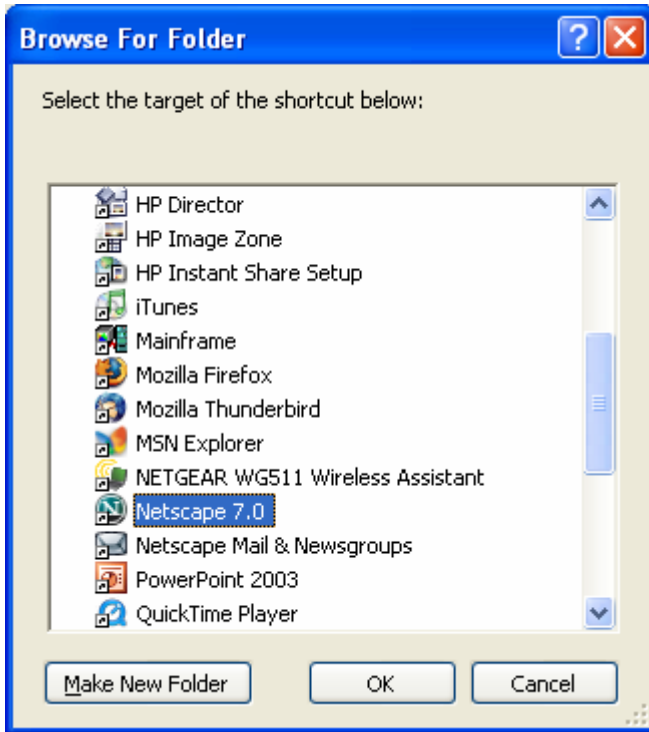 Browse For Folder
Select the target of the shortcut below:
HP Director
HP Image Zone
HP Instant Share Setup
iTunes
Mainframe
Mozilla Firefox
Mozilla Thunderbird
MSN Explorer
NETGEAR WG511 Wireless Assistant
Netscape 7.0
Netscape Mail & Newsgroups
PowerPoint 2003
QuickTime Player
Make New Folder OK Cancel